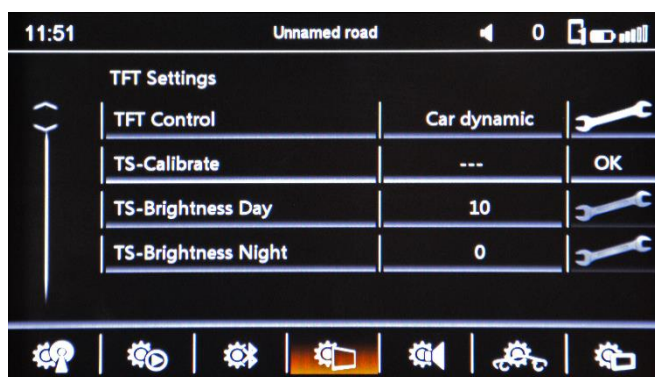 11:51 Unnamed road 0
TFT Settings
TFT Control Car dynamic
TS-Calibrate --- OK
TS-Brightness Day 10
TS-Brightness Night 0